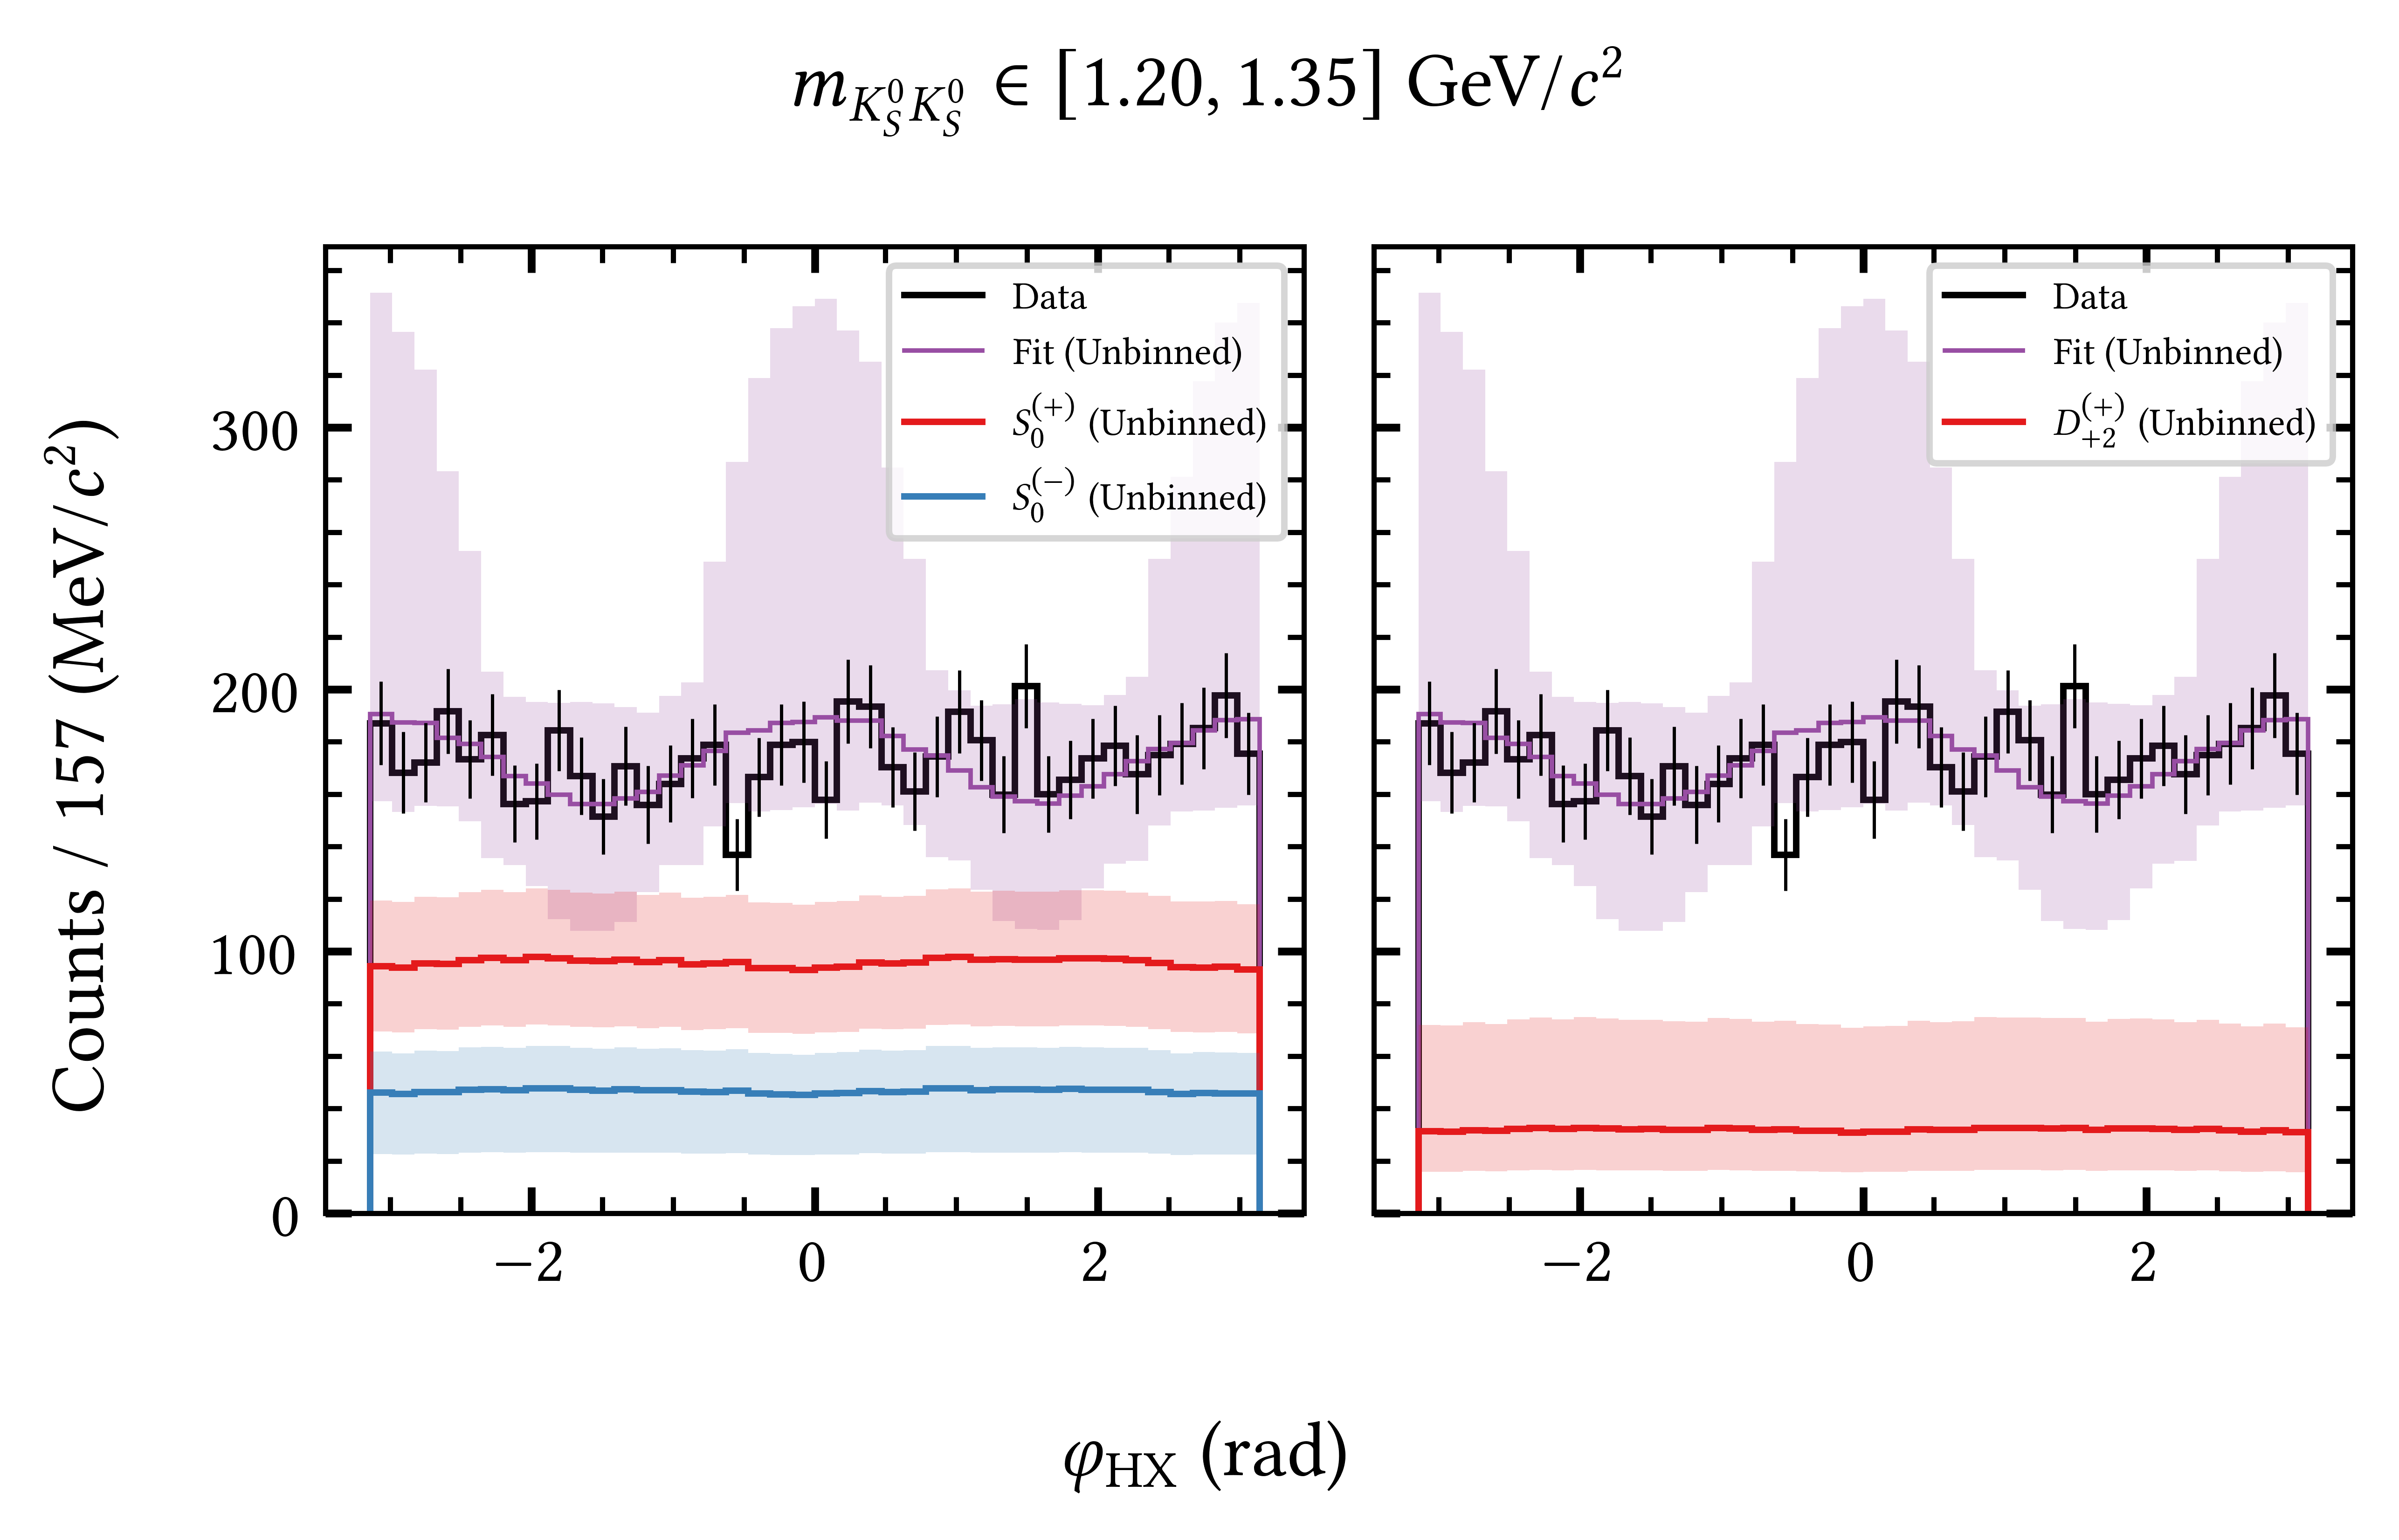 m_{K_S^0 K_S^0} ∈ [1.20, 1.35] GeV/c²
Counts / 157 (MeV/c²)
300
200
100
0
Data
Fit (Unbinned)
S_0^{(+)} (Unbinned)
S_0^{(−)} (Unbinned)
−2
0
2
Data
Fit (Unbinned)
D_{+2}^{(+)} (Unbinned)
−2
0
2
φ_{HX} (rad)